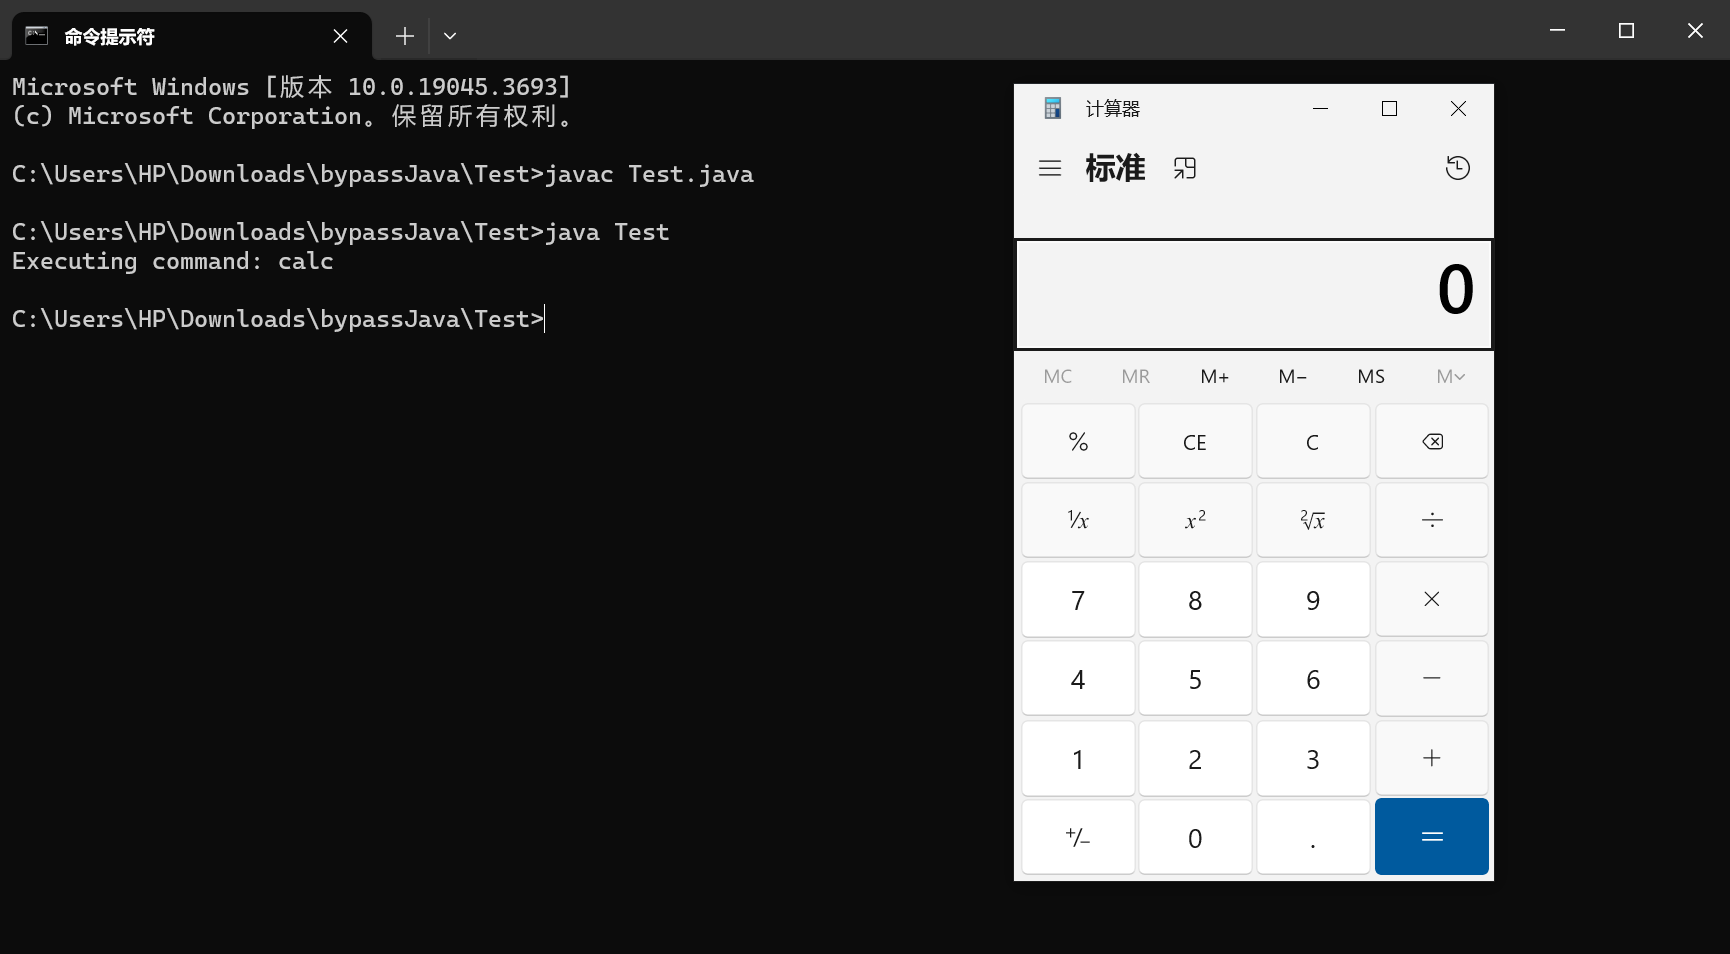 命令提示符
Microsoft Windows [版本 10.0.19045.3693]
(c) Microsoft Corporation。保留所有权利。
C:\Users\HP\Downloads\bypassJava\Test>javac Test.java
C:\Users\HP\Downloads\bypassJava\Test>java Test
Executing command: calc
C:\Users\HP\Downloads\bypassJava\Test>
计算器
标准
0
MC MR M+ M− MS M
% CE C
1/x x² ²√x ÷
7 8 9 ×
4 5 6 −
1 2 3 +
+/− 0 . =